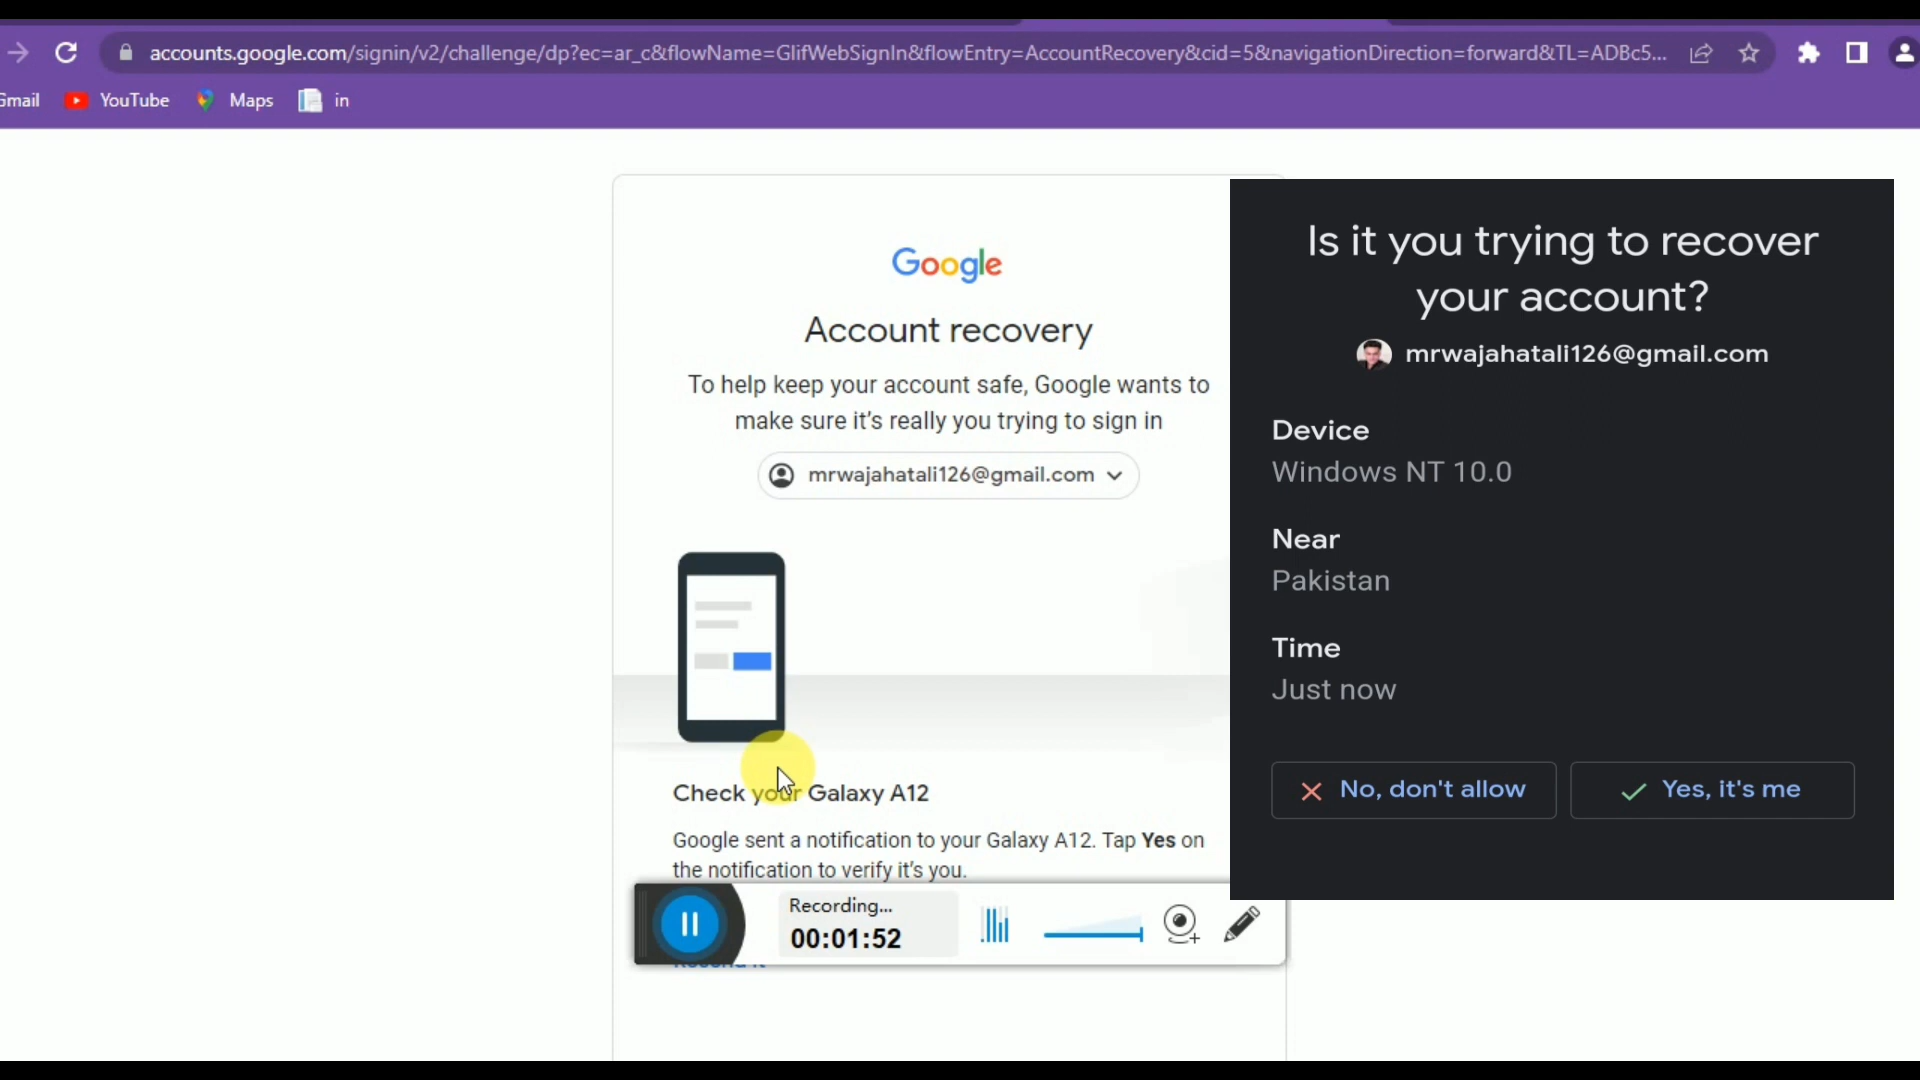 accounts.google.com/signin/v2/challenge/dp?ec=ar_c&flowName=GlifWebSignIn&flowEntry=AccountRecovery&cid=5&navigationDirection=forward&TL=ADBc5...
Gmail
YouTube
Maps
in
Google
Account recovery
To help keep your account safe, Google wants to
make sure it's really you trying to sign in
mrwajahatali126@gmail.com
Check your Galaxy A12
Google sent a notification to your Galaxy A12. Tap Yes on
the notification to verify it's you.
Recording...
00:01:52
Is it you trying to recover
your account?
mrwajahatali126@gmail.com
Device
Windows NT 10.0
Near
Pakistan
Time
Just now
No, don't allow
Yes, it's me